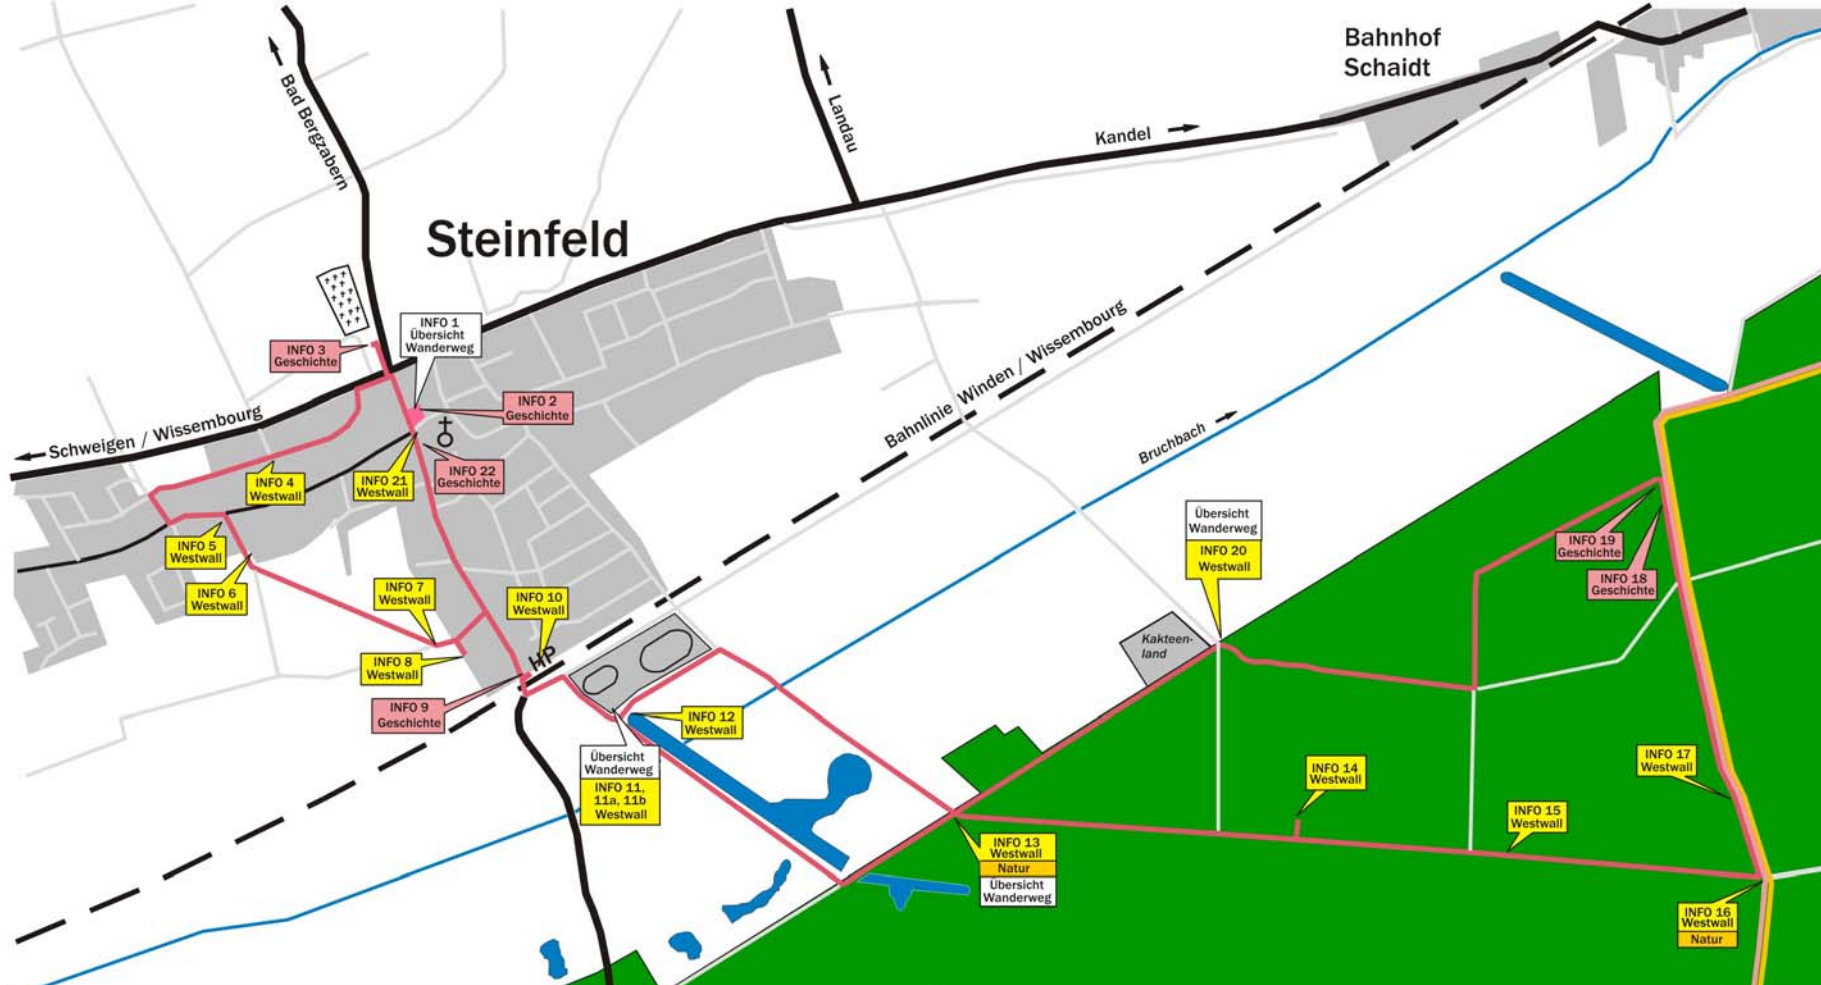 Bahnhof
Schaidt
Bad Bergzabern
Landau
Kandel
Steinfeld
INFO 1
Übersicht
Wanderweg
INFO 3
Geschichte
INFO 2
Geschichte
Schweigen / Wissembourg
INFO 4
Westwall
INFO 21
Westwall
INFO 22
Geschichte
Bahnlinie Winden / Wissembourg
Bruchbach
INFO 5
Westwall
INFO 6
Westwall
INFO 7
Westwall
INFO 10
Westwall
INFO 8
Westwall
HP
INFO 9
Geschichte
INFO 12
Westwall
Übersicht
Wanderweg
INFO 11,
11a, 11b
Westwall
Kakteen-
land
Übersicht
Wanderweg
INFO 20
Westwall
INFO 19
Geschichte
INFO 18
Geschichte
INFO 14
Westwall
INFO 17
Westwall
INFO 15
Westwall
INFO 13
Westwall
Natur
Übersicht
Wanderweg
INFO 16
Westwall
Natur